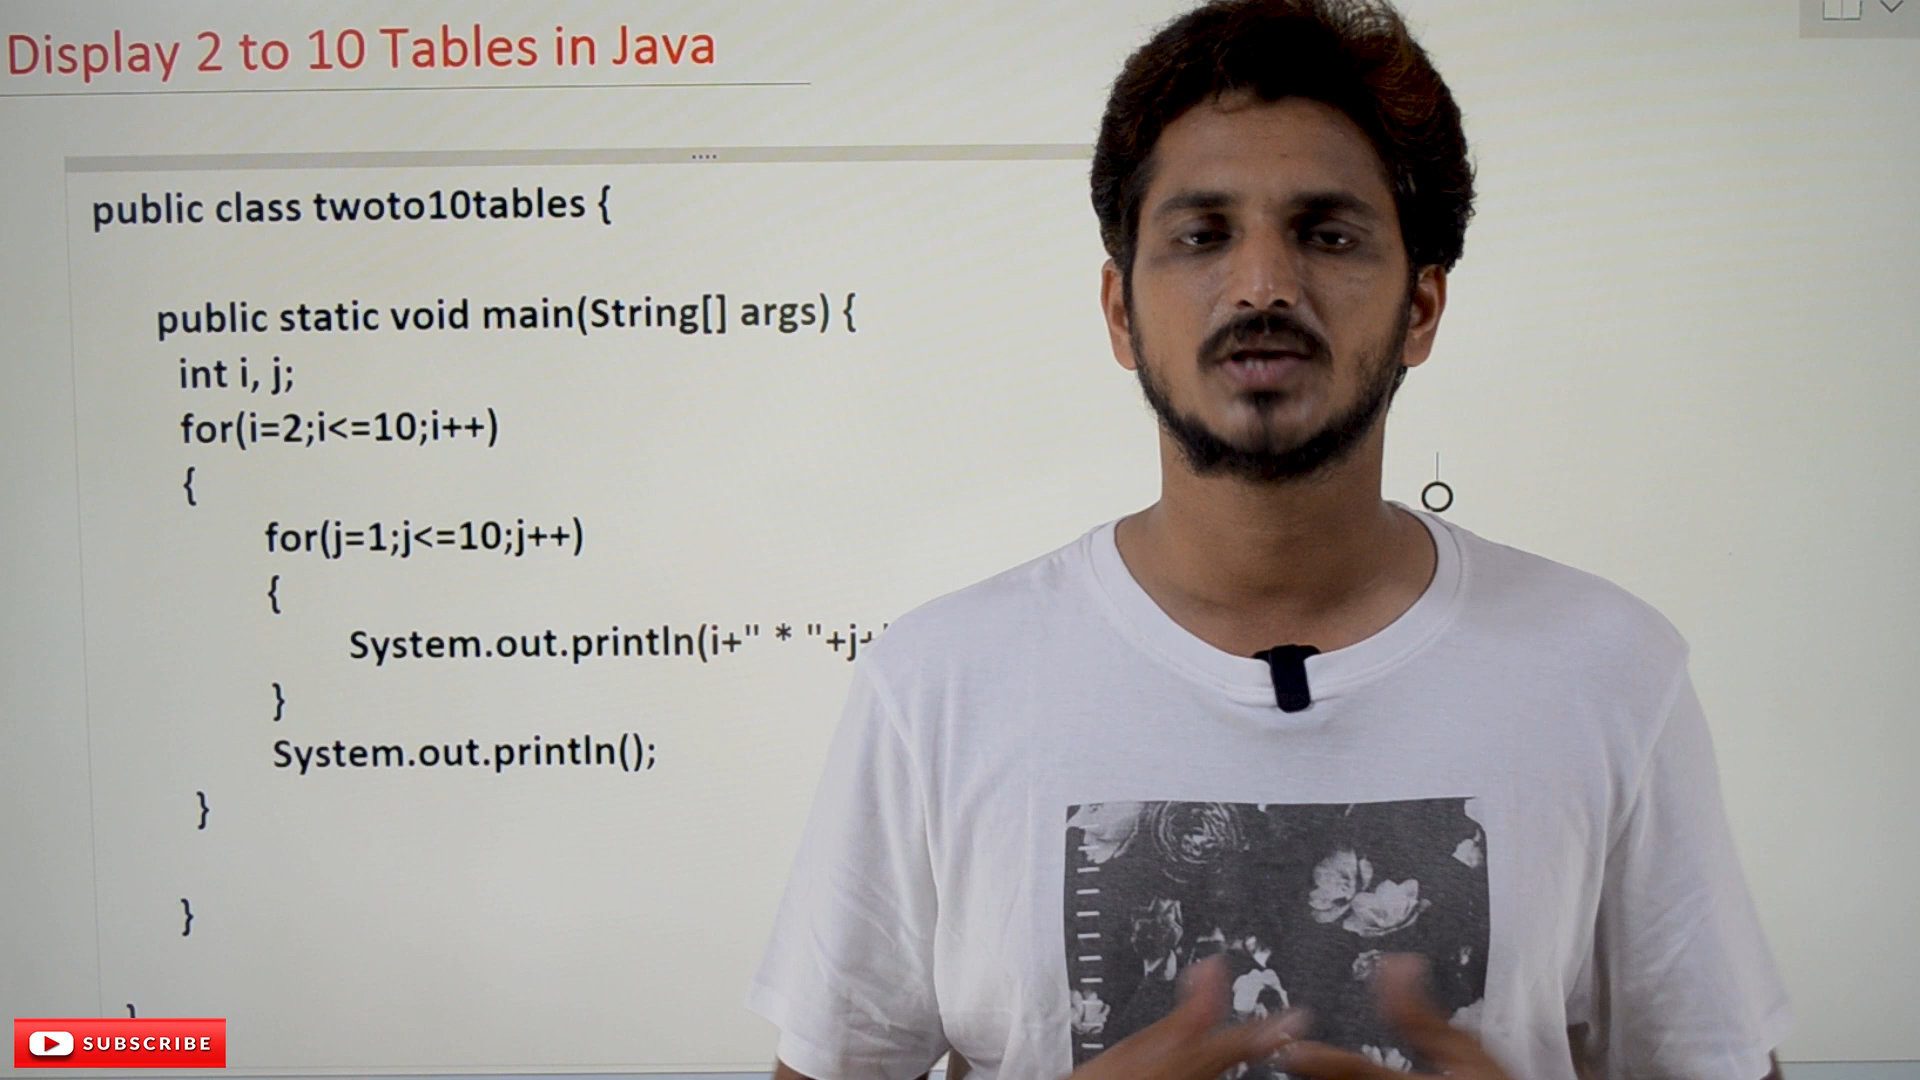 Display 2 to 10 Tables in Java
public class twoto10tables {
public static void main(String[] args) {
int i, j;
for(i=2;i<=10;i++)
{
for(j=1;j<=10;j++)
{
System.out.println(i+" * "+j+"
}
System.out.println();
}
}
}
SUBSCRIBE